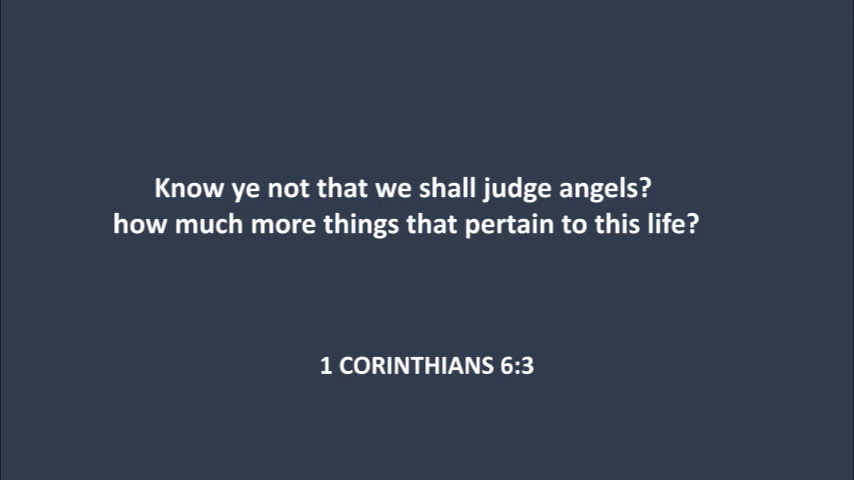 Know ye not that we shall judge angels?
how much more things that pertain to this life?
1 CORINTHIANS 6:3